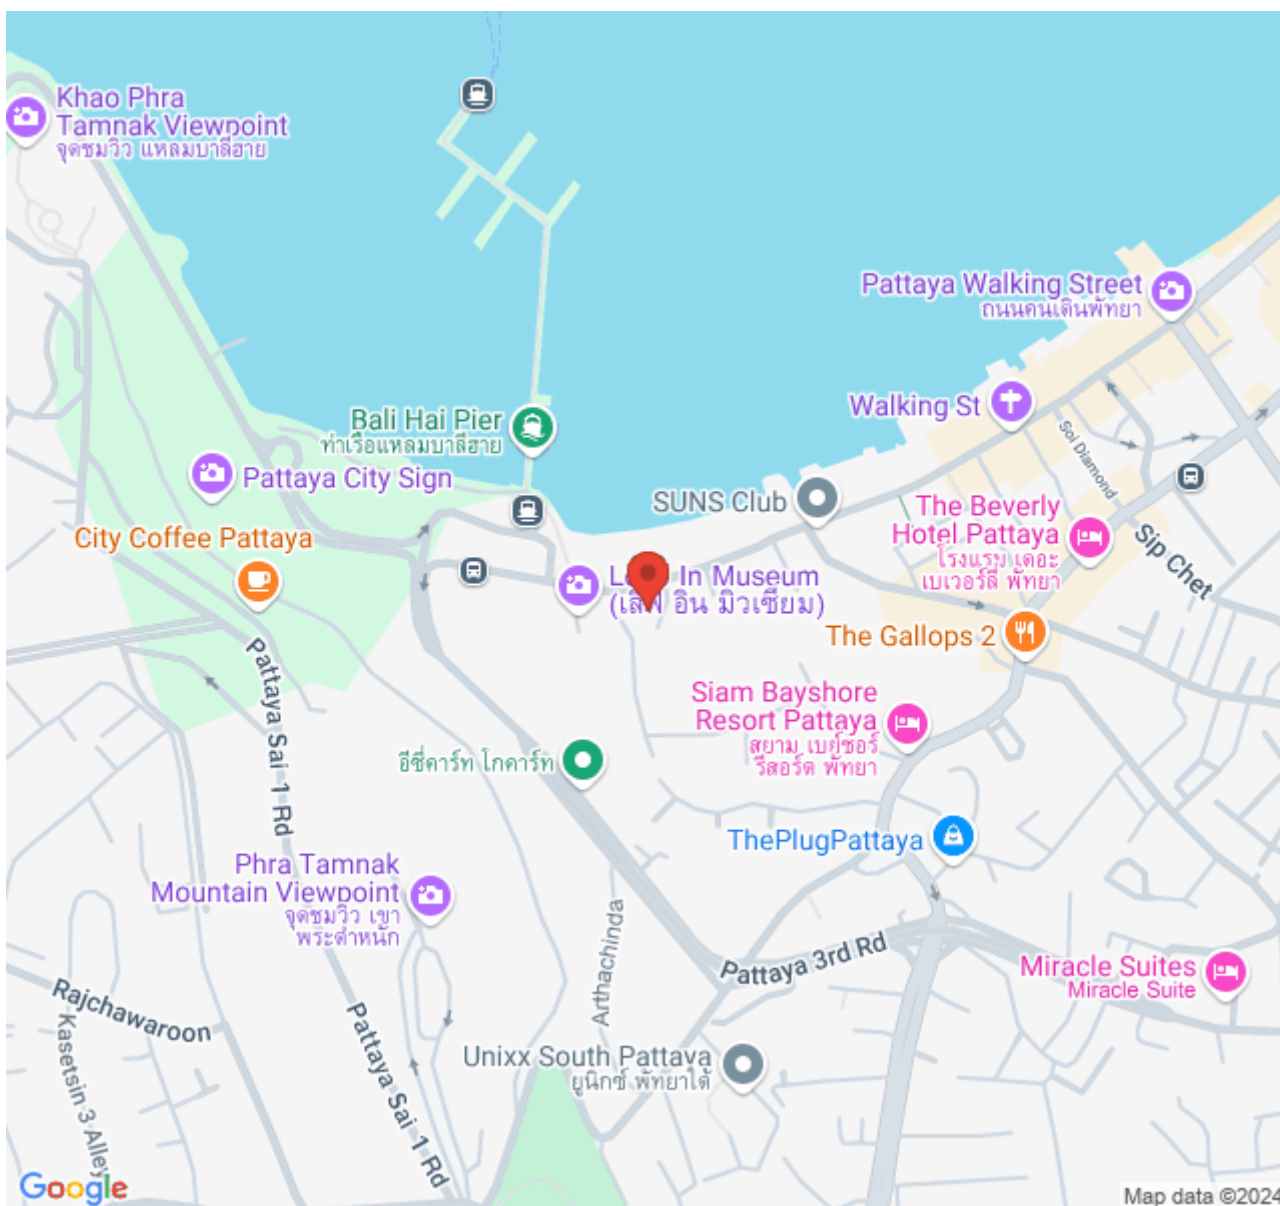 Khao Phra
Tamnak Viewpoint
จุดชมวิว แหลมบาลีฮาย
Pattaya Walking Street
ถนนคนเดินพัทยา
Walking St
Soi Diamond
Bali Hai Pier
ท่าเรือแหลมบาลีฮาย
Pattaya City Sign
SUNS Club
The Beverly
Hotel Pattaya
โรงแรม เดอะ
เบเวอร์ลี่ พัทยา
Sip Chet
City Coffee Pattaya
In Museum
อิน มิวเซียม)
The Gallops 2
Pattaya Sai 1 Rd
Siam Bayshore
Resort Pattaya
สยาม เบย์ชอร์
รีสอร์ต พัทยา
อีซี่คาร์ท โกคาร์ท
ThePlugPattaya
Phra Tamnak
Mountain Viewpoint
จุดชมวิว เขา
พระตำหนัก
Arthachinda
Pattaya 3rd Rd
Miracle Suites
Miracle Suite
Rajchawaroon
Kasetsin 3 Alley
Pattaya Sai 1 Rd
Unixx South Pattaya
ยูนิกซ์ พัทยาใต้
Google
Map data ©2024